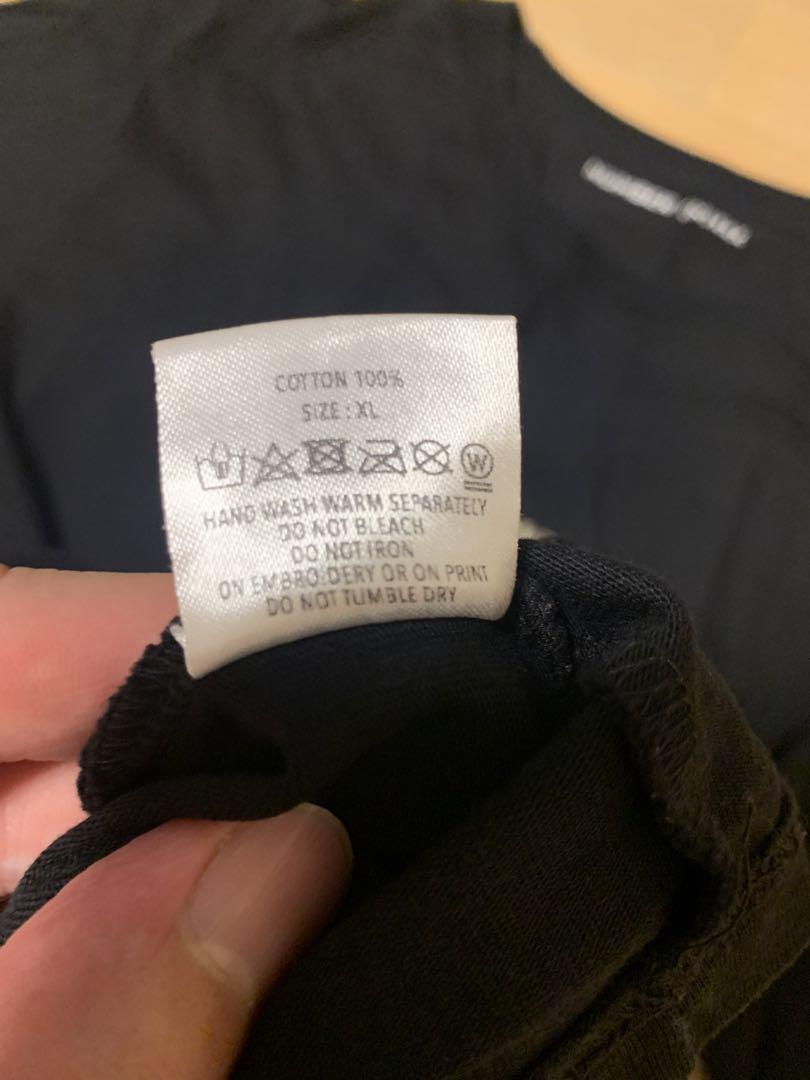 COTTON 100%
SIZE : XL
W
HAND WASH WARM SEPARATELY
DO NOT BLEACH
DO NOT IRON
ON EMBROIDERY OR ON PRINT
DO NOT TUMBLE DRY